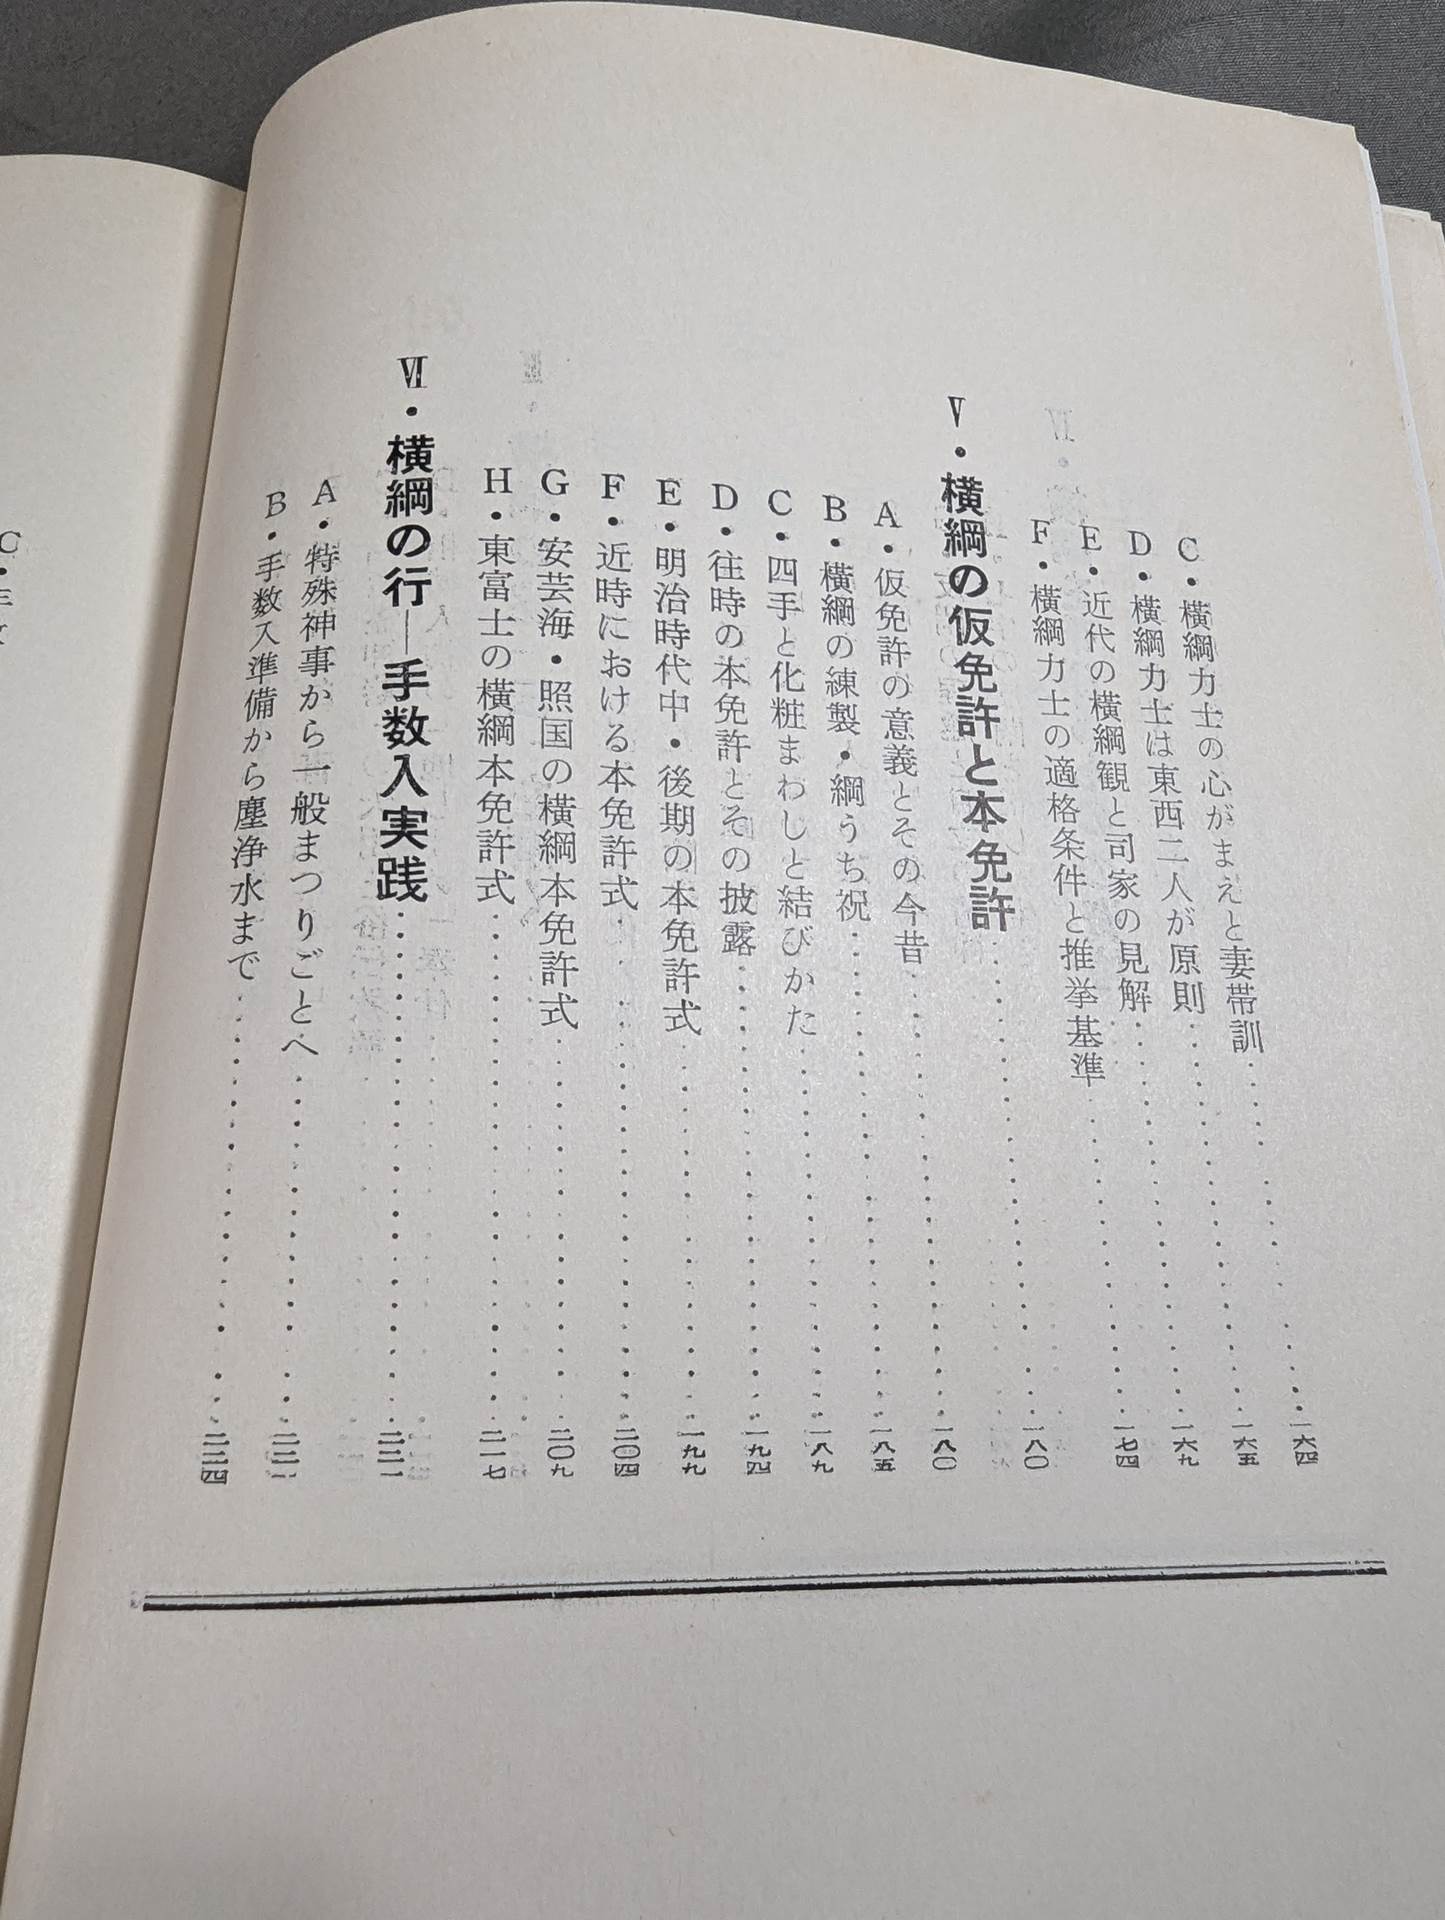 C・横綱力士の心がまえと妻帯訓……一六四
D・横綱力士は東西二人が原則……一六五
E・近代の横綱観と司家の見解……一六九
F・横綱力士の適格条件と推挙基準……一七四
Ⅴ・横綱の仮免許と本免許……一八〇
A・仮免許の意義とその今昔……一八〇
B・横綱の練製・綱うち祝……一八五
C・四手と化粧まわしと結びかた……一八九
D・往時の本免許とその披露……一九四
E・明治時代中・後期の本免許式……一九九
F・近時における本免許式……二〇四
G・安芸海・照国の横綱本免許式……二〇九
H・東富士の横綱本免許式……二一七
Ⅵ・横綱の行―手数入実践……二二一
A・特殊神事から一般まつりごとへ……二二一
B・手数入準備から塵浄水まで……二二四